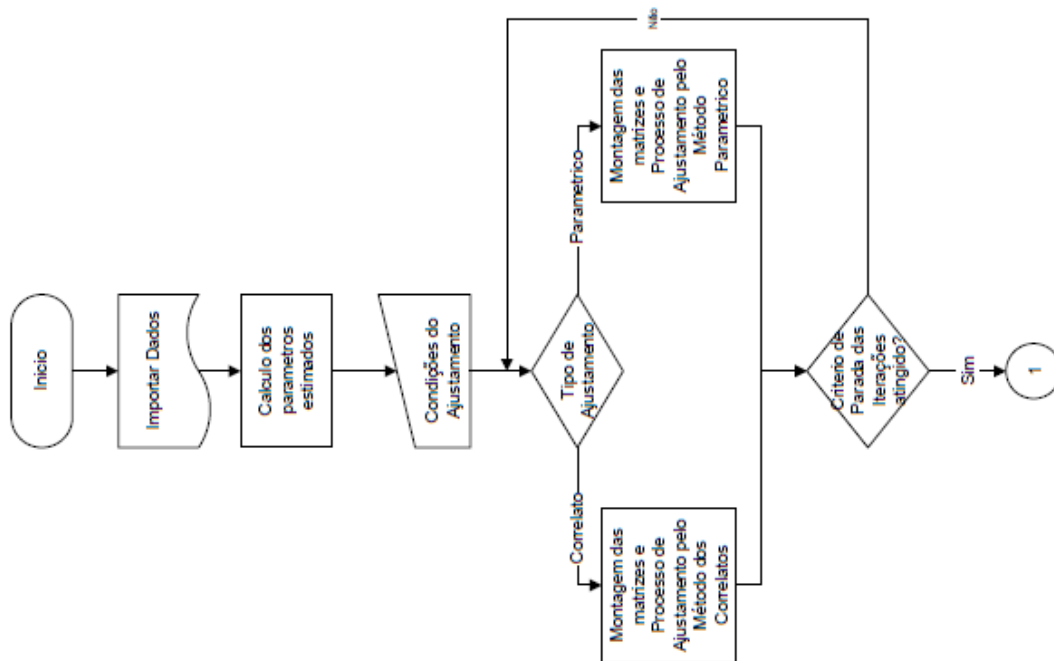 Inicio
Importar Dados
Calculo dos
parametros
estimados
Condições do
Ajustamento
Tipo de
Ajustamento
Correlato
Parametrico
Montagem das
matrizes e
Processo de
Ajustamento pelo
Método dos
Correlatos
Montagem das
matrizes e
Processo de
Ajustamento pelo
Método
Parametrico
Criterio de
Parada das
Iterações
atingido?
Não
Sim
1